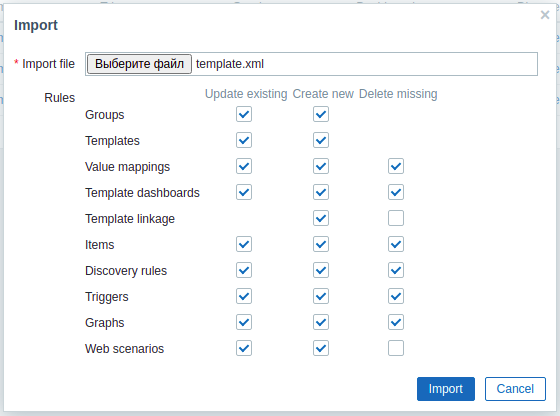 Import
* Import file Выберите файл template.xml
Rules Update existing Create new Delete missing
Groups
Templates
Value mappings
Template dashboards
Template linkage
Items
Discovery rules
Triggers
Graphs
Web scenarios
Import Cancel